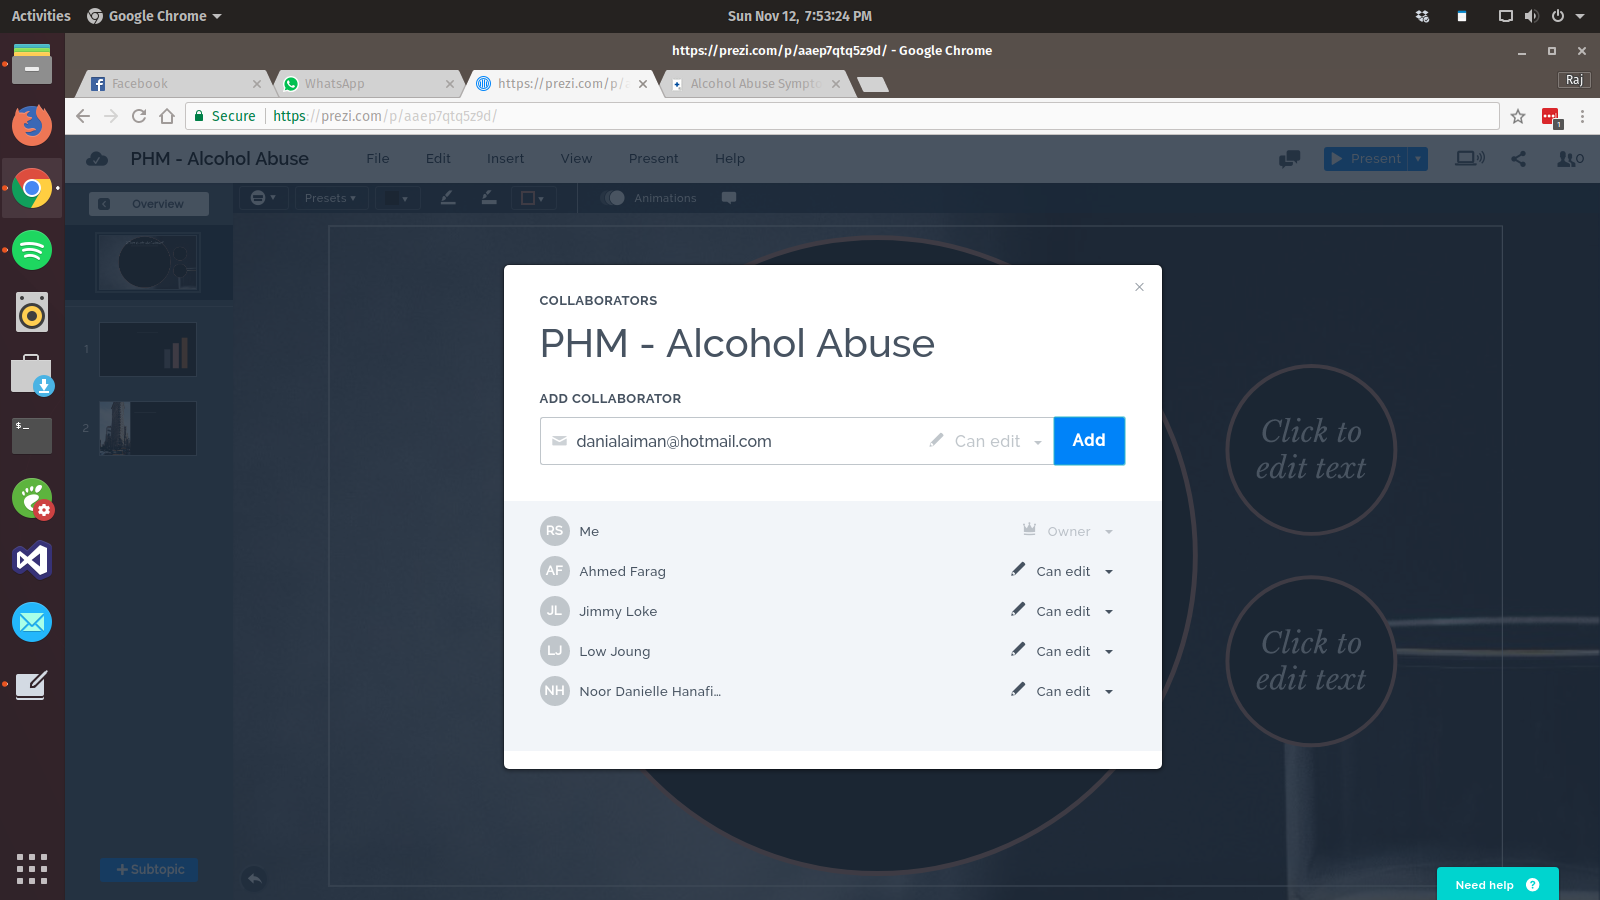 Activities Google Chrome Sun Nov 12, 7:53:24 PM
https://prezi.com/p/aaep7qtq5z9d/ - Google Chrome
Facebook WhatsApp https://prezi.com/p/ Alcohol Abuse Sympto Raj
Secure https://prezi.com/p/aaep7qtq5z9d/ 1
PHM - Alcohol Abuse File Edit Insert View Present Help Present 0
Overview Presets Animations
COLLABORATORS
PHM - Alcohol Abuse
ADD COLLABORATOR
danialaiman@hotmail.com Can edit Add
RS Me Owner
AF Ahmed Farag Can edit
JL Jimmy Loke Can edit
LJ Low Joung Can edit
NH Noor Danielle Hanafi... Can edit
1
2
Click to
edit text
Click to
edit text
+ Subtopic
Need help ?